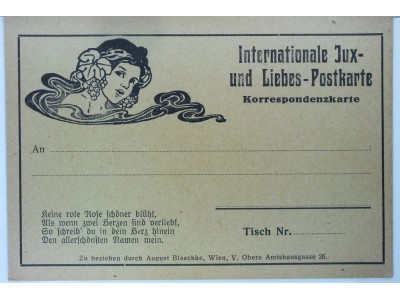 Internationale Jux-
und Liebes-Postkarte
Korrespondenzkarte
An
Keine rote Rose schöner blüht,
Als wenn zwei Herzen sind verliebt,
So schreib' du in dein Herz hinein
Den allerschönsten Namen mein.
Tisch Nr.
Zu beziehen durch August Blaschke, Wien, V. Obere Amtshausgasse 26.